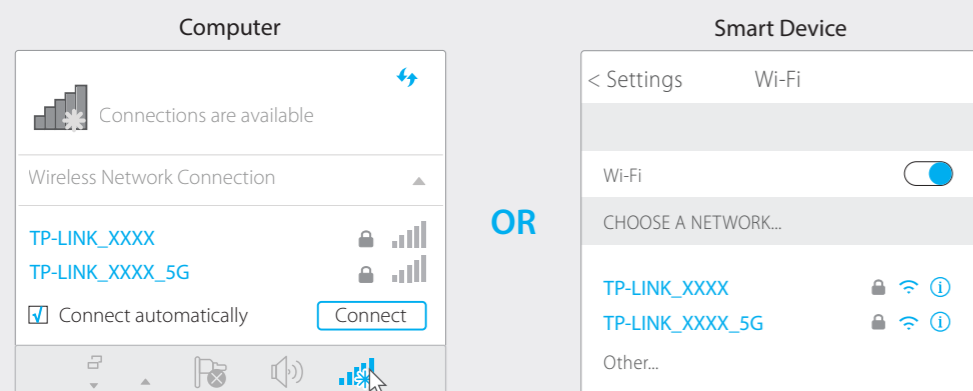 Computer
Connections are available
Wireless Network Connection
TP-LINK_XXXX
TP-LINK_XXXX_5G
Connect automatically
Connect
OR
Smart Device
< Settings
Wi-Fi
Wi-Fi
CHOOSE A NETWORK...
TP-LINK_XXXX
TP-LINK_XXXX_5G
Other...